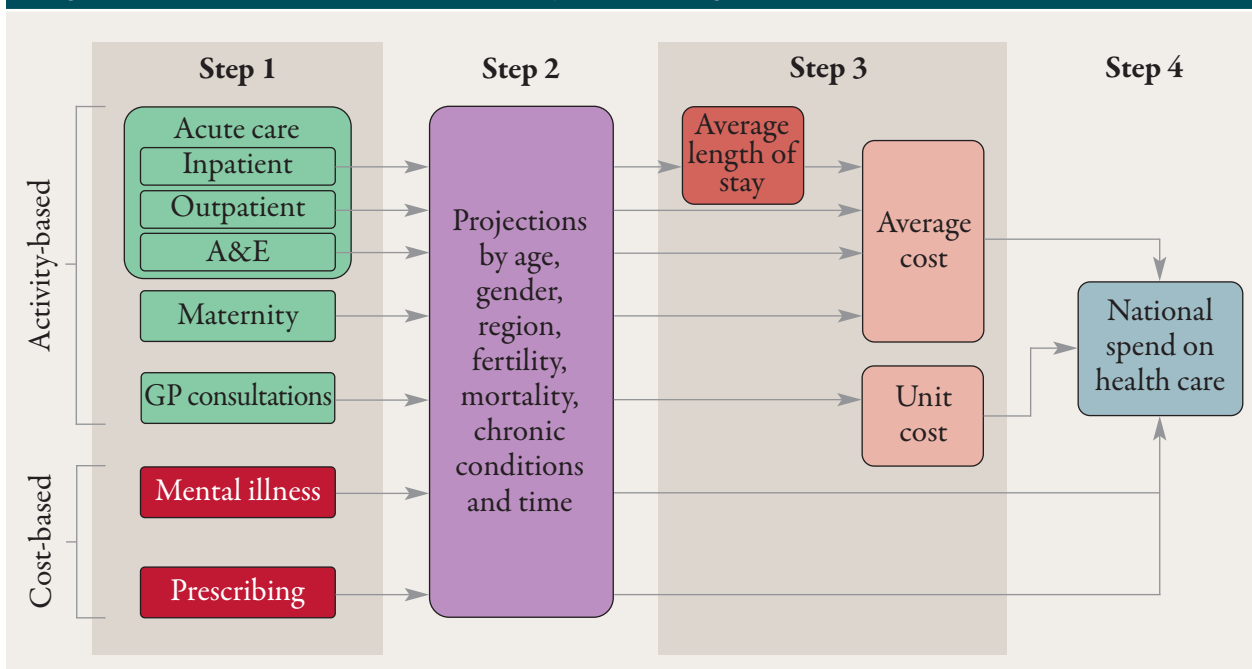 Step 1
Step 2
Step 3
Step 4
Activity-based
Cost-based
Acute care
Inpatient
Outpatient
A&E
Maternity
GP consultations
Mental illness
Prescribing
Projections
by age,
gender,
region,
fertility,
mortality,
chronic
conditions
and time
Average
length of
stay
Average
cost
Unit
cost
National
spend on
health care